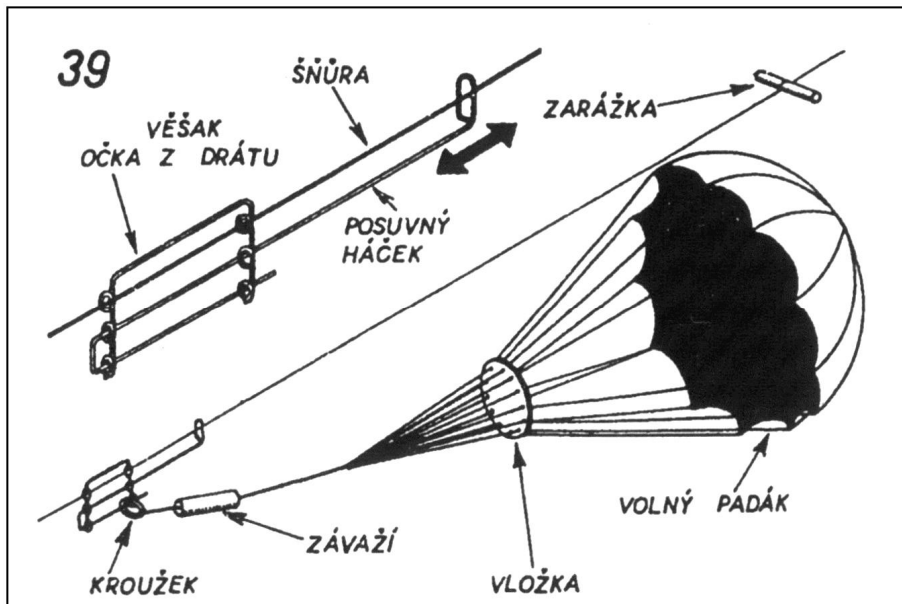 39
ŠŇŮRA
ZARÁŽKA
VĚŠAK
OČKA Z DRÁTU
POSUVNÝ
HÁČEK
VOLNÝ PADÁK
ZÁVAŽÍ
KROUŽEK
VLOŽKA